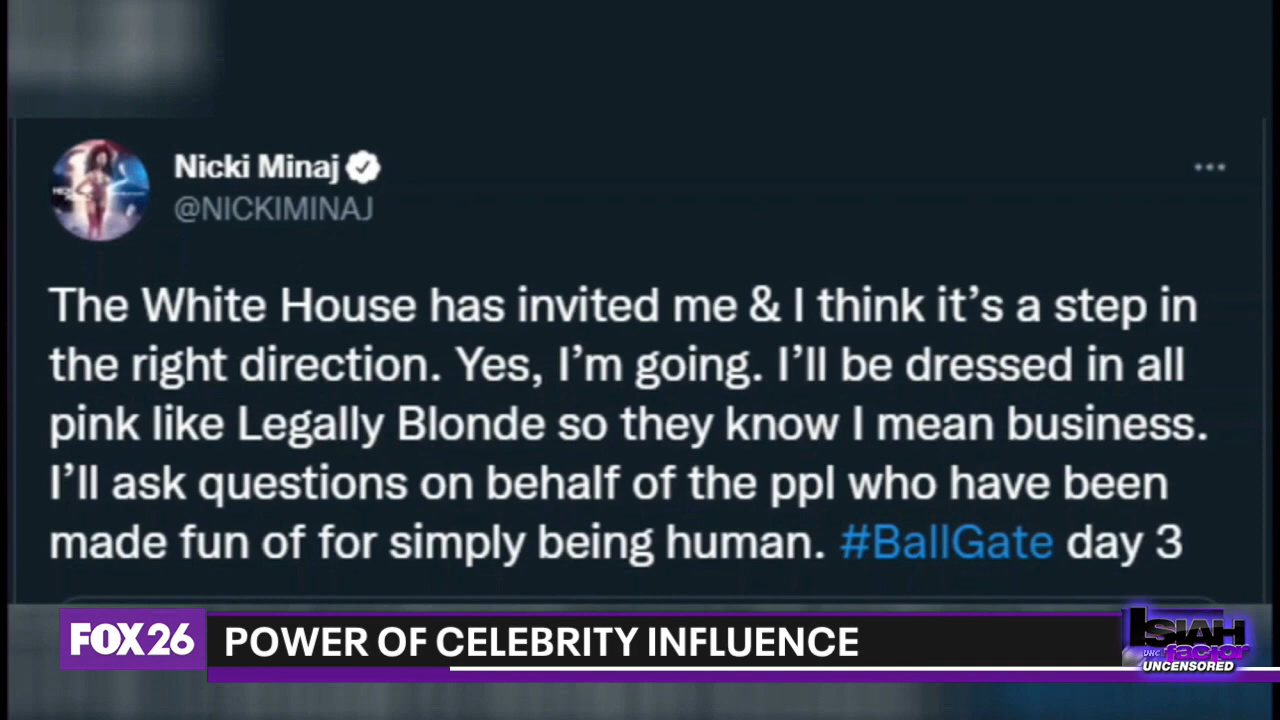 Nicki Minaj
@NICKIMINAJ
The White House has invited me & I think it’s a step in
the right direction. Yes, I’m going. I’ll be dressed in all
pink like Legally Blonde so they know I mean business.
I’ll ask questions on behalf of the ppl who have been
made fun of for simply being human. #BallGate day 3
FOX 26
POWER OF CELEBRITY INFLUENCE
ISIAH
factor
UNCENSORED